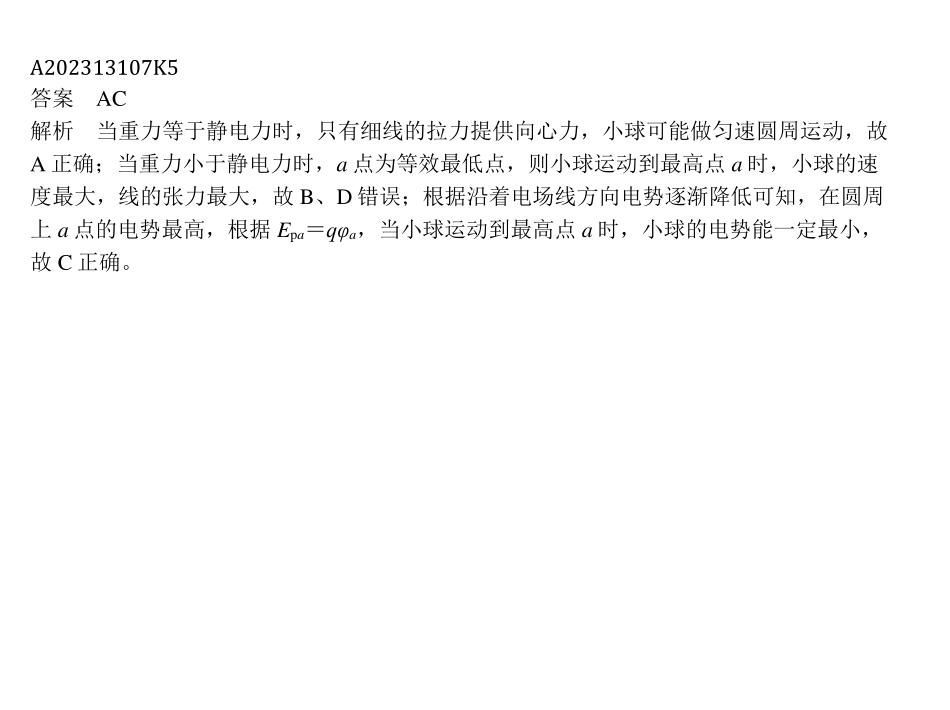 A202313107K5
答案　AC
解析　当重力等于静电力时，只有细线的拉力提供向心力，小球可能做匀速圆周运动，故
A 正确；当重力小于静电力时，a 点为等效最低点，则小球运动到最高点 a 时，小球的速
度最大，线的张力最大，故 B、D 错误；根据沿着电场线方向电势逐渐降低可知，在圆周
上 a 点的电势最高，根据 Epa＝qφa，当小球运动到最高点 a 时，小球的电势能一定最小，
故 C 正确。